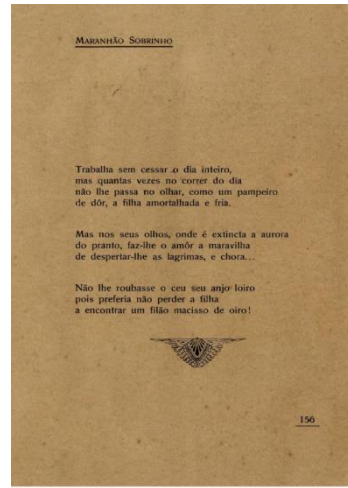 MARANHÃO SOBRINHO
Trabalha sem cessar o dia inteiro,
mas quantas vezes no correr do dia
não lhe passa no olhar, como um pampeiro
de dôr, a filha amortalhada e fria.
Mas nos seus olhos, onde é extincta a aurora
do pranto, faz-lhe o amôr a maravilha
de despertar-lhe as lagrimas, e chora...
Não lhe roubasse o ceu seu anjo loiro
pois preferia não perder a filha
a encontrar um filão macisso de oiro!
156